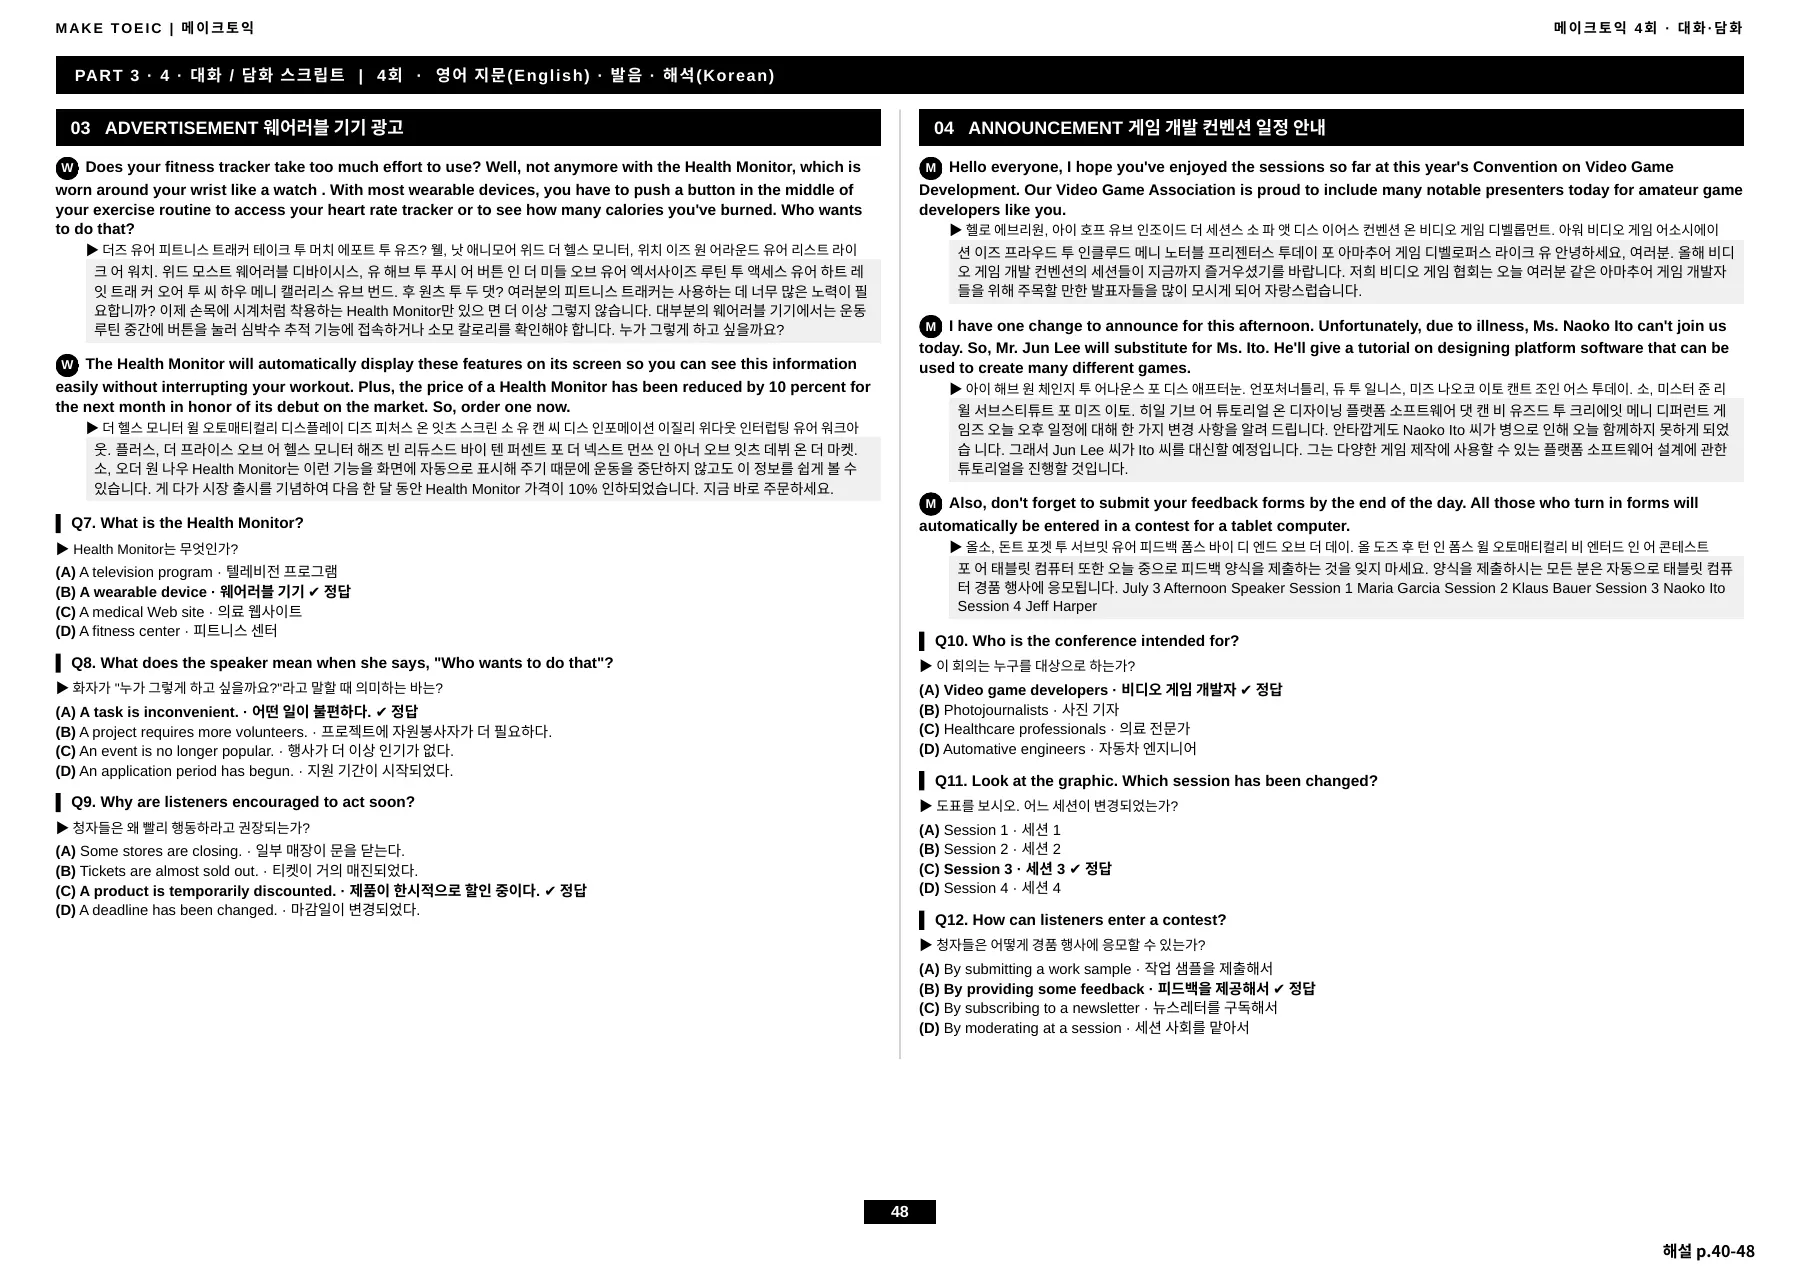 MAKE TOEIC | 메이크토익
메이크토익 4회 · 대화·담화
PART 3 · 4 · 대화 / 담화 스크립트 | 4회 · 영어 지문(English) · 발음 · 해석(Korean)
03 ADVERTISEMENT 웨어러블 기기 광고
W Does your fitness tracker take too much effort to use? Well, not anymore with the Health Monitor, which is
worn around your wrist like a watch . With most wearable devices, you have to push a button in the middle of
your exercise routine to access your heart rate tracker or to see how many calories you've burned. Who wants
to do that?
▶ 더즈 유어 피트니스 트래커 테이크 투 머치 에포트 투 유즈? 웰, 낫 애니모어 위드 더 헬스 모니터, 위치 이즈 원 어라운드 유어 리스트 라이
크 어 워치. 위드 모스트 웨어러블 디바이시스, 유 해브 투 푸시 어 버튼 인 더 미들 오브 유어 엑서사이즈 루틴 투 액세스 유어 하트 레
잇 트래 커 오어 투 씨 하우 메니 캘러리스 유브 번드. 후 원츠 투 두 댓? 여러분의 피트니스 트래커는 사용하는 데 너무 많은 노력이 필
요합니까? 이제 손목에 시계처럼 착용하는 Health Monitor만 있으 면 더 이상 그렇지 않습니다. 대부분의 웨어러블 기기에서는 운동
루틴 중간에 버튼을 눌러 심박수 추적 기능에 접속하거나 소모 칼로리를 확인해야 합니다. 누가 그렇게 하고 싶을까요?
W The Health Monitor will automatically display these features on its screen so you can see this information
easily without interrupting your workout. Plus, the price of a Health Monitor has been reduced by 10 percent for
the next month in honor of its debut on the market. So, order one now.
▶ 더 헬스 모니터 윌 오토매티컬리 디스플레이 디즈 피처스 온 잇츠 스크린 소 유 캔 씨 디스 인포메이션 이질리 위다웃 인터럽팅 유어 워크아
웃. 플러스, 더 프라이스 오브 어 헬스 모니터 해즈 빈 리듀스드 바이 텐 퍼센트 포 더 넥스트 먼쓰 인 아너 오브 잇츠 데뷔 온 더 마켓.
소, 오더 원 나우 Health Monitor는 이런 기능을 화면에 자동으로 표시해 주기 때문에 운동을 중단하지 않고도 이 정보를 쉽게 볼 수
있습니다. 게 다가 시장 출시를 기념하여 다음 한 달 동안 Health Monitor 가격이 10% 인하되었습니다. 지금 바로 주문하세요.
Q7. What is the Health Monitor?
▶ Health Monitor는 무엇인가?
(A) A television program · 텔레비전 프로그램
(B) A wearable device · 웨어러블 기기 ✔ 정답
(C) A medical Web site · 의료 웹사이트
(D) A fitness center · 피트니스 센터
Q8. What does the speaker mean when she says, "Who wants to do that"?
▶ 화자가 "누가 그렇게 하고 싶을까요?"라고 말할 때 의미하는 바는?
(A) A task is inconvenient. · 어떤 일이 불편하다. ✔ 정답
(B) A project requires more volunteers. · 프로젝트에 자원봉사자가 더 필요하다.
(C) An event is no longer popular. · 행사가 더 이상 인기가 없다.
(D) An application period has begun. · 지원 기간이 시작되었다.
Q9. Why are listeners encouraged to act soon?
▶ 청자들은 왜 빨리 행동하라고 권장되는가?
(A) Some stores are closing. · 일부 매장이 문을 닫는다.
(B) Tickets are almost sold out. · 티켓이 거의 매진되었다.
(C) A product is temporarily discounted. · 제품이 한시적으로 할인 중이다. ✔ 정답
(D) A deadline has been changed. · 마감일이 변경되었다.
04 ANNOUNCEMENT 게임 개발 컨벤션 일정 안내
M Hello everyone, I hope you've enjoyed the sessions so far at this year's Convention on Video Game
Development. Our Video Game Association is proud to include many notable presenters today for amateur game
developers like you.
▶ 헬로 에브리원, 아이 호프 유브 인조이드 더 세션스 소 파 앳 디스 이어스 컨벤션 온 비디오 게임 디벨롭먼트. 아워 비디오 게임 어소시에이
션 이즈 프라우드 투 인클루드 메니 노터블 프리젠터스 투데이 포 아마추어 게임 디벨로퍼스 라이크 유 안녕하세요, 여러분. 올해 비디
오 게임 개발 컨벤션의 세션들이 지금까지 즐거우셨기를 바랍니다. 저희 비디오 게임 협회는 오늘 여러분 같은 아마추어 게임 개발자
들을 위해 주목할 만한 발표자들을 많이 모시게 되어 자랑스럽습니다.
M I have one change to announce for this afternoon. Unfortunately, due to illness, Ms. Naoko Ito can't join us
today. So, Mr. Jun Lee will substitute for Ms. Ito. He'll give a tutorial on designing platform software that can be
used to create many different games.
▶ 아이 해브 원 체인지 투 어나운스 포 디스 애프터눈. 언포처너틀리, 듀 투 일니스, 미즈 나오코 이토 캔트 조인 어스 투데이. 소, 미스터 준 리
윌 서브스티튜트 포 미즈 이토. 히일 기브 어 튜토리얼 온 디자이닝 플랫폼 소프트웨어 댓 캔 비 유즈드 투 크리에잇 메니 디퍼런트 게
임즈 오늘 오후 일정에 대해 한 가지 변경 사항을 알려 드립니다. 안타깝게도 Naoko Ito 씨가 병으로 인해 오늘 함께하지 못하게 되었
습 니다. 그래서 Jun Lee 씨가 Ito 씨를 대신할 예정입니다. 그는 다양한 게임 제작에 사용할 수 있는 플랫폼 소프트웨어 설계에 관한
튜토리얼을 진행할 것입니다.
M Also, don't forget to submit your feedback forms by the end of the day. All those who turn in forms will
automatically be entered in a contest for a tablet computer.
▶ 올소, 돈트 포겟 투 서브밋 유어 피드백 폼스 바이 디 엔드 오브 더 데이. 올 도즈 후 턴 인 폼스 윌 오토매티컬리 비 엔터드 인 어 콘테스트
포 어 태블릿 컴퓨터 또한 오늘 중으로 피드백 양식을 제출하는 것을 잊지 마세요. 양식을 제출하시는 모든 분은 자동으로 태블릿 컴퓨
터 경품 행사에 응모됩니다. July 3 Afternoon Speaker Session 1 Maria Garcia Session 2 Klaus Bauer Session 3 Naoko Ito
Session 4 Jeff Harper
Q10. Who is the conference intended for?
▶ 이 회의는 누구를 대상으로 하는가?
(A) Video game developers · 비디오 게임 개발자 ✔ 정답
(B) Photojournalists · 사진 기자
(C) Healthcare professionals · 의료 전문가
(D) Automative engineers · 자동차 엔지니어
Q11. Look at the graphic. Which session has been changed?
▶ 도표를 보시오. 어느 세션이 변경되었는가?
(A) Session 1 · 세션 1
(B) Session 2 · 세션 2
(C) Session 3 · 세션 3 ✔ 정답
(D) Session 4 · 세션 4
Q12. How can listeners enter a contest?
▶ 청자들은 어떻게 경품 행사에 응모할 수 있는가?
(A) By submitting a work sample · 작업 샘플을 제출해서
(B) By providing some feedback · 피드백을 제공해서 ✔ 정답
(C) By subscribing to a newsletter · 뉴스레터를 구독해서
(D) By moderating at a session · 세션 사회를 맡아서
48
해설 p.40-48